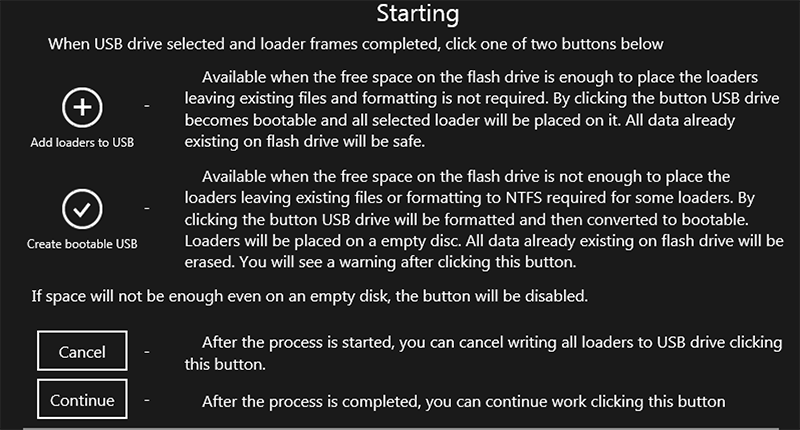 Starting
When USB drive selected and loader frames completed, click one of two buttons below
Add loaders to USB
-
Available when the free space on the flash drive is enough to place the loaders
leaving existing files and formatting is not required. By clicking the button USB drive
becomes bootable and all selected loader will be placed on it. All data already
existing on flash drive will be safe.
Create bootable USB
-
Available when the free space on the flash drive is not enough to place the
loaders leaving existing files or formatting to NTFS required for some loaders. By
clicking the button USB drive will be formatted and then converted to bootable.
Loaders will be placed on a empty disc. All data already existing on flash drive will be
erased. You will see a warning after clicking this button.
If space will not be enough even on an empty disk, the button will be disabled.
Cancel
-
After the process is started, you can cancel writing all loaders to USB drive clicking
this button.
Continue
-
After the process is completed, you can continue work clicking this button